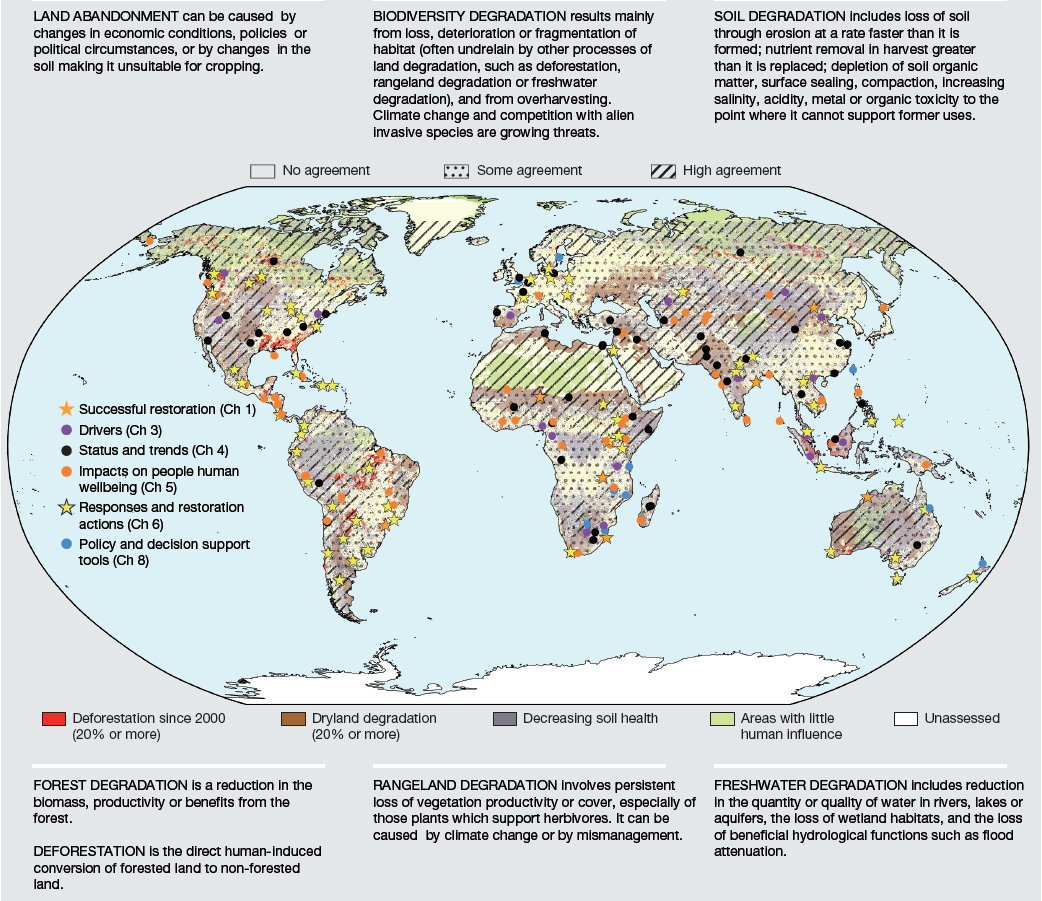 LAND ABANDONMENT can be caused by
changes in economic conditions, policies or
political circumstances, or by changes in the
soil making it unsuitable for cropping.
BIODIVERSITY DEGRADATION results mainly
from loss, deterioration or fragmentation of
habitat (often undrelain by other processes of
land degradation, such as deforestation,
rangeland degradation or freshwater
degradation), and from overharvesting.
Climate change and competition with alien
invasive species are growing threats.
SOIL DEGRADATION includes loss of soil
through erosion at a rate faster than it is
formed; nutrient removal in harvest greater
than it is replaced; depletion of soil organic
matter, surface sealing, compaction, increasing
salinity, acidity, metal or organic toxicity to the
point where it cannot support former uses.
No agreement
Some agreement
High agreement
Successful restoration (Ch 1)
Drivers (Ch 3)
Status and trends (Ch 4)
Impacts on people human
wellbeing (Ch 5)
Responses and restoration
actions (Ch 6)
Policy and decision support
tools (Ch 8)
Deforestation since 2000
(20% or more)
Dryland degradation
(20% or more)
Decreasing soil health
Areas with little
human influence
Unassessed
FOREST DEGRADATION is a reduction in the
biomass, productivity or benefits from the
forest.
DEFORESTATION is the direct human-induced
conversion of forested land to non-forested
land.
RANGELAND DEGRADATION involves persistent
loss of vegetation productivity or cover, especially of
those plants which support herbivores. It can be
caused by climate change or by mismanagement.
FRESHWATER DEGRADATION includes reduction
in the quantity or quality of water in rivers, lakes or
aquifers, the loss of wetland habitats, and the loss
of beneficial hydrological functions such as flood
attenuation.